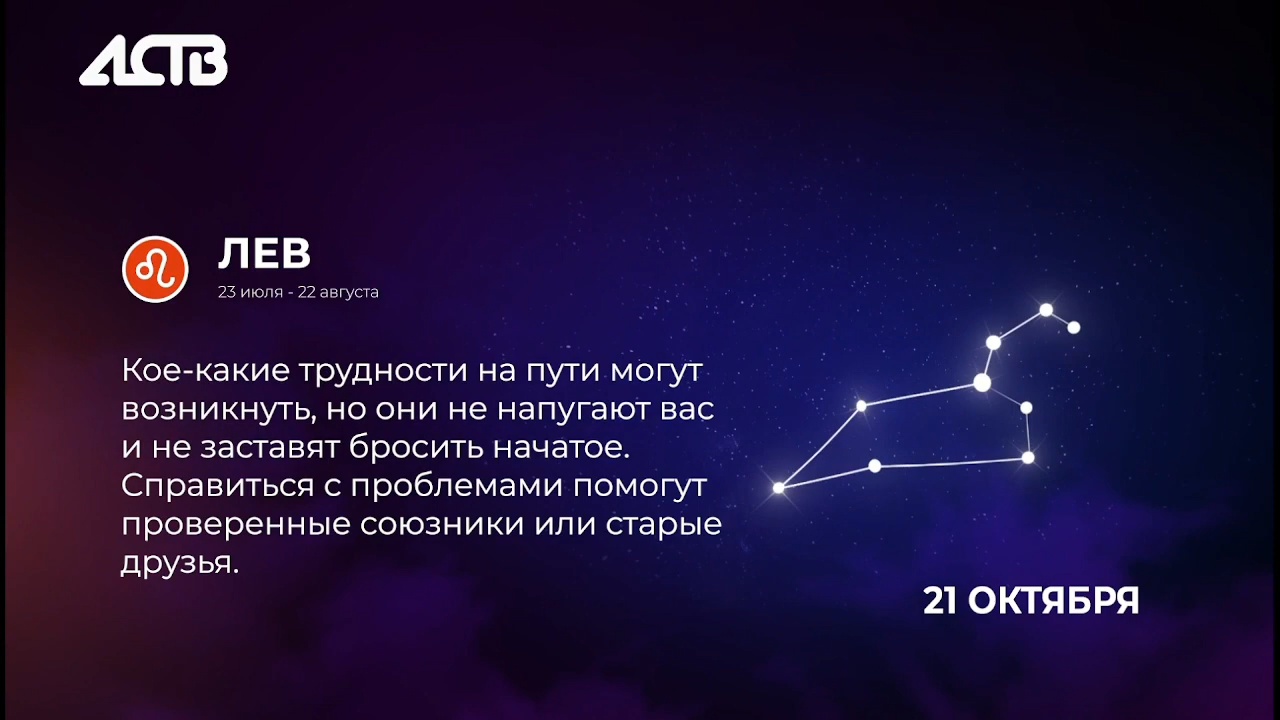 АСТВ
ЛЕВ
23 июля - 22 августа
Кое-какие трудности на пути могут
возникнуть, но они не напугают вас
и не заставят бросить начатое.
Справиться с проблемами помогут
проверенные союзники или старые
друзья.
21 ОКТЯБРЯ